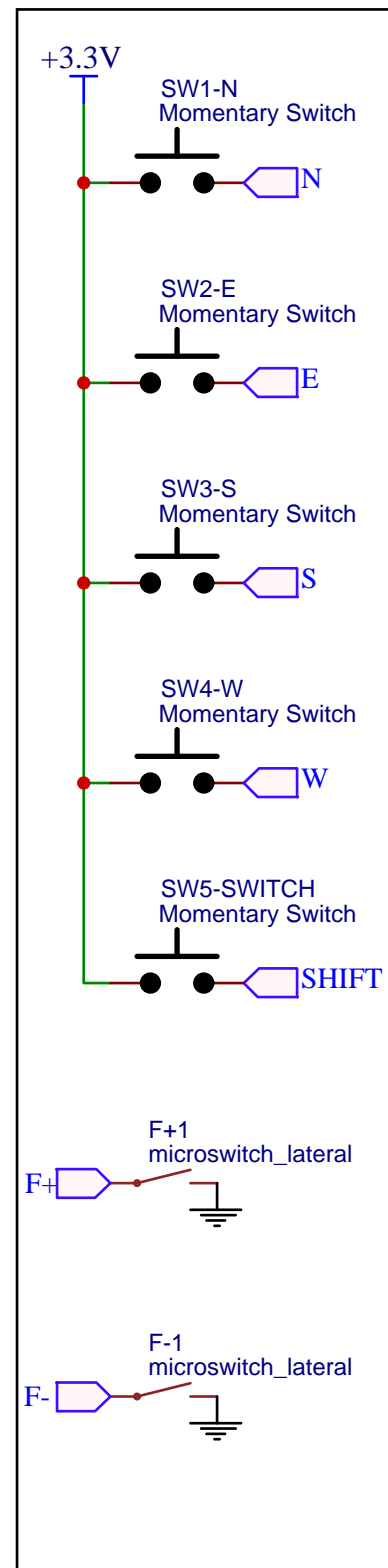 +3.3V
SW1-N
Momentary Switch
N
SW2-E
Momentary Switch
E
SW3-S
Momentary Switch
S
SW4-W
Momentary Switch
W
SW5-SWITCH
Momentary Switch
SHIFT
F+1
microswitch_lateral
F+
F-1
microswitch_lateral
F-